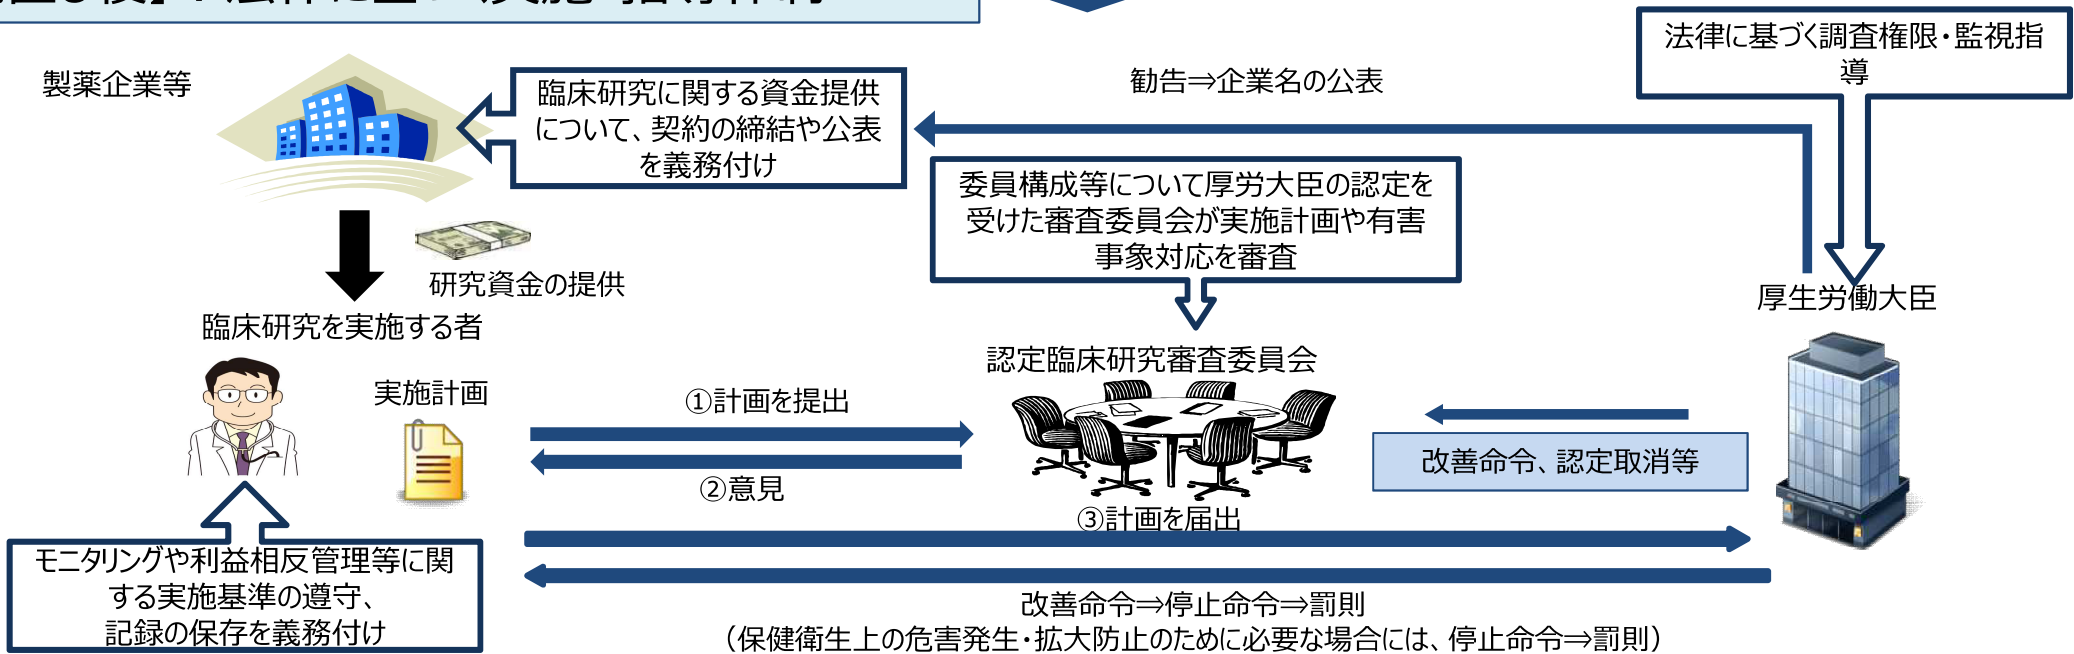 法律に基づく調査権限・監視指
導
製薬企業等
臨床研究に関する資金提供
について、契約の締結や公表
を義務付け
勧告⇒企業名の公表
委員構成等について厚労大臣の認定を
受けた審査委員会が実施計画や有害
事象対応を審査
研究資金の提供
厚生労働大臣
臨床研究を実施する者
認定臨床研究審査委員会
実施計画
①計画を提出
改善命令、認定取消等
②意見
③計画を届出
モニタリングや利益相反管理等に関
する実施基準の遵守、
記録の保存を義務付け
改善命令⇒停止命令⇒罰則
（保健衛生上の危害発生・拡大防止のために必要な場合には、停止命令⇒罰則）